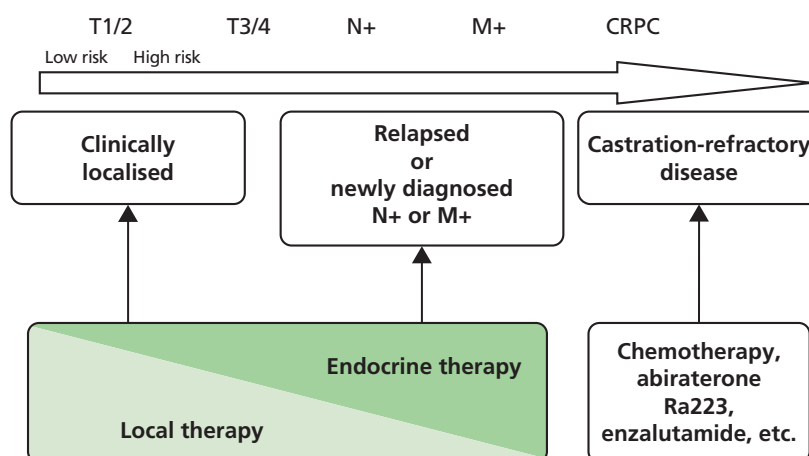 T1/2 T3/4 N+ M+ CRPC
Low risk High risk
Clinically
localised
Relapsed
or
newly diagnosed
N+ or M+
Castration-refractory
disease
Endocrine therapy
Local therapy
Chemotherapy,
abiraterone
Ra223,
enzalutamide, etc.